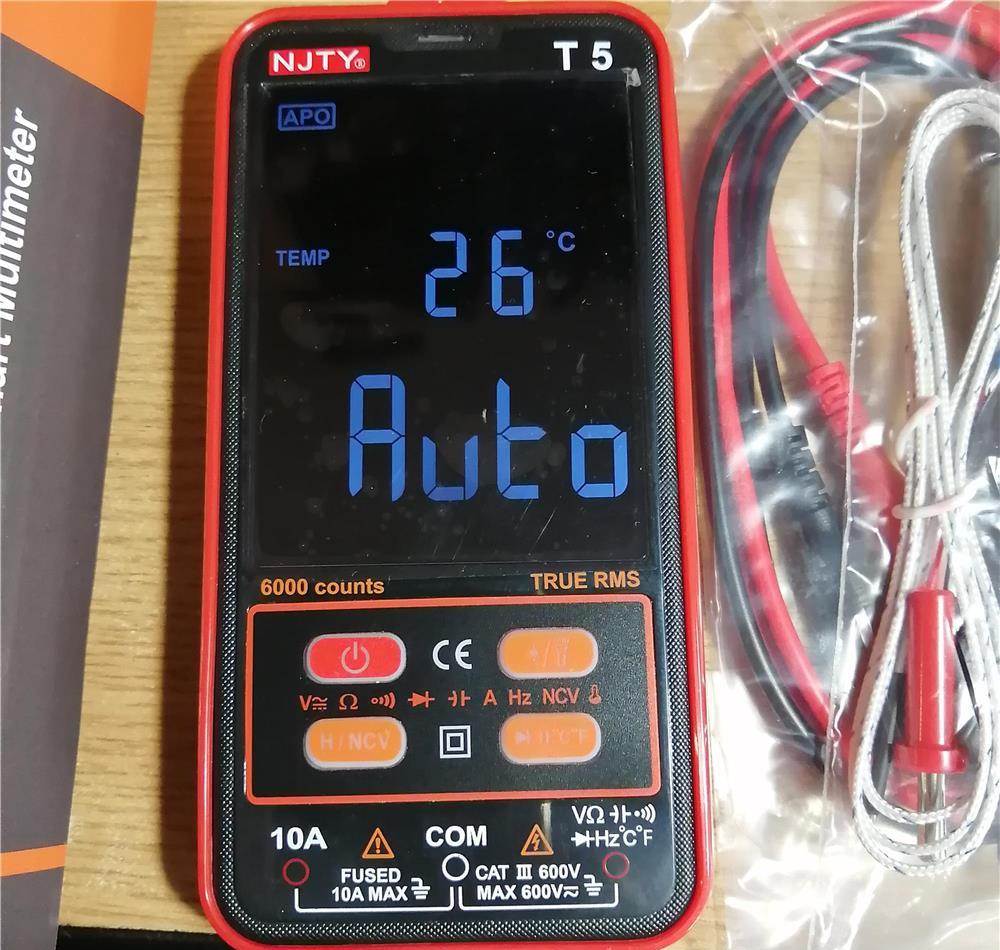 NJTY® T 5
APO
TEMP 26 °C
Auto
6000 counts TRUE RMS
CE
V Ω A Hz NCV
H / NCV °C°F
10A COM VΩ
Hz°C°F
FUSED CAT III 600V
10A MAX MAX 600V
Multimeter